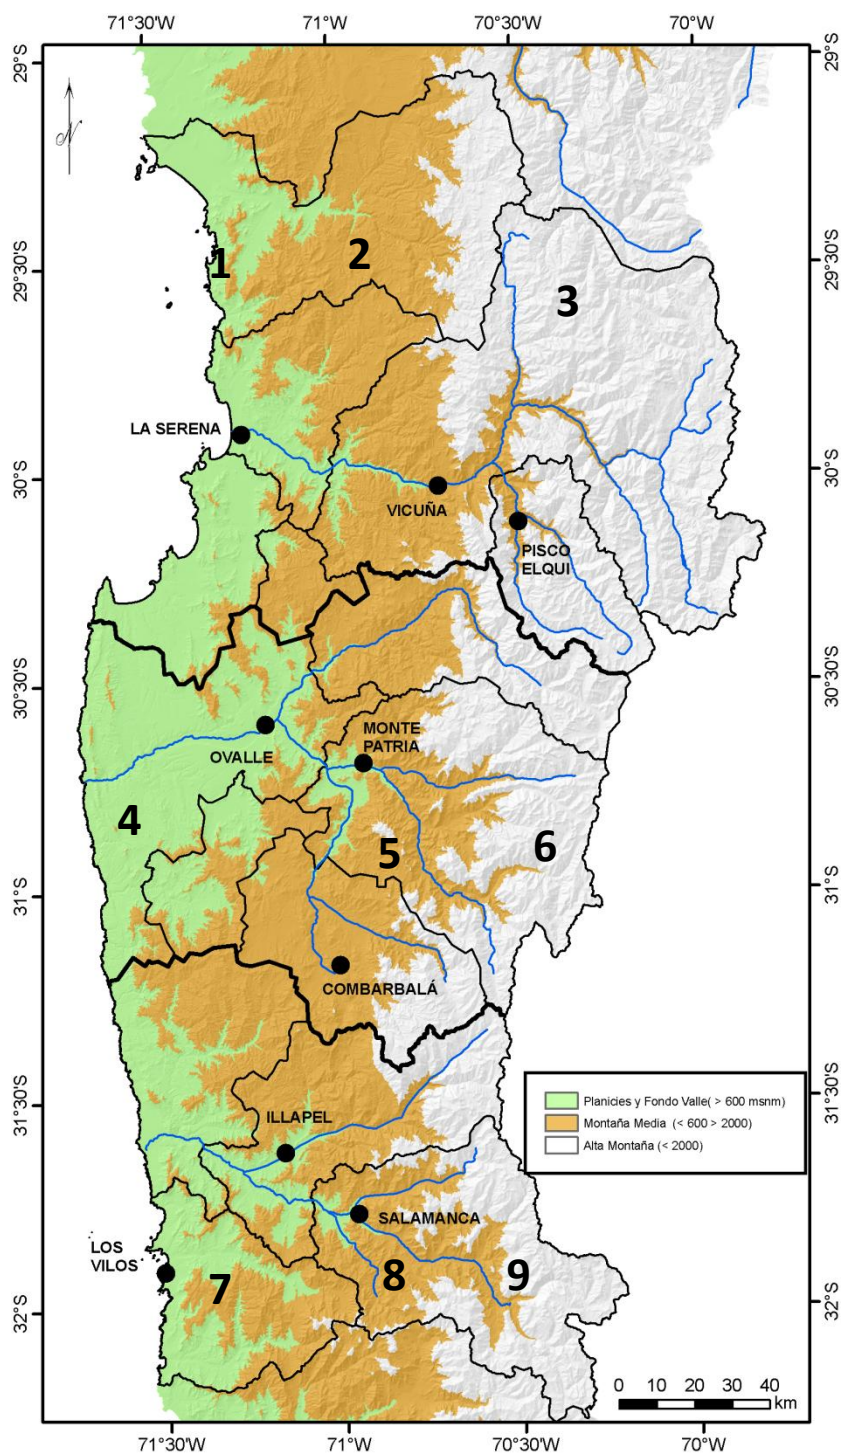 71°30'W 71°W 70°30'W 70°W
29°S 29°S
N
1 2
3
29°30'S 29°30'S
LA SERENA
30°S 30°S
VICUÑA
PISCO
ELQUI
30°30'S 30°30'S
MONTE
PATRIA
OVALLE
4 5 6
31°S 31°S
COMBARBALÁ
31°30'S 31°30'S
Planicies y Fondo Valle( > 600 msnm)
Montaña Media (< 600 > 2000)
Alta Montaña (< 2000)
ILLAPEL
SALAMANCA
LOS
VILOS
7 8 9
32°S 32°S
0 10 20 30 40
km
71°30'W 71°W 70°30'W 70°W